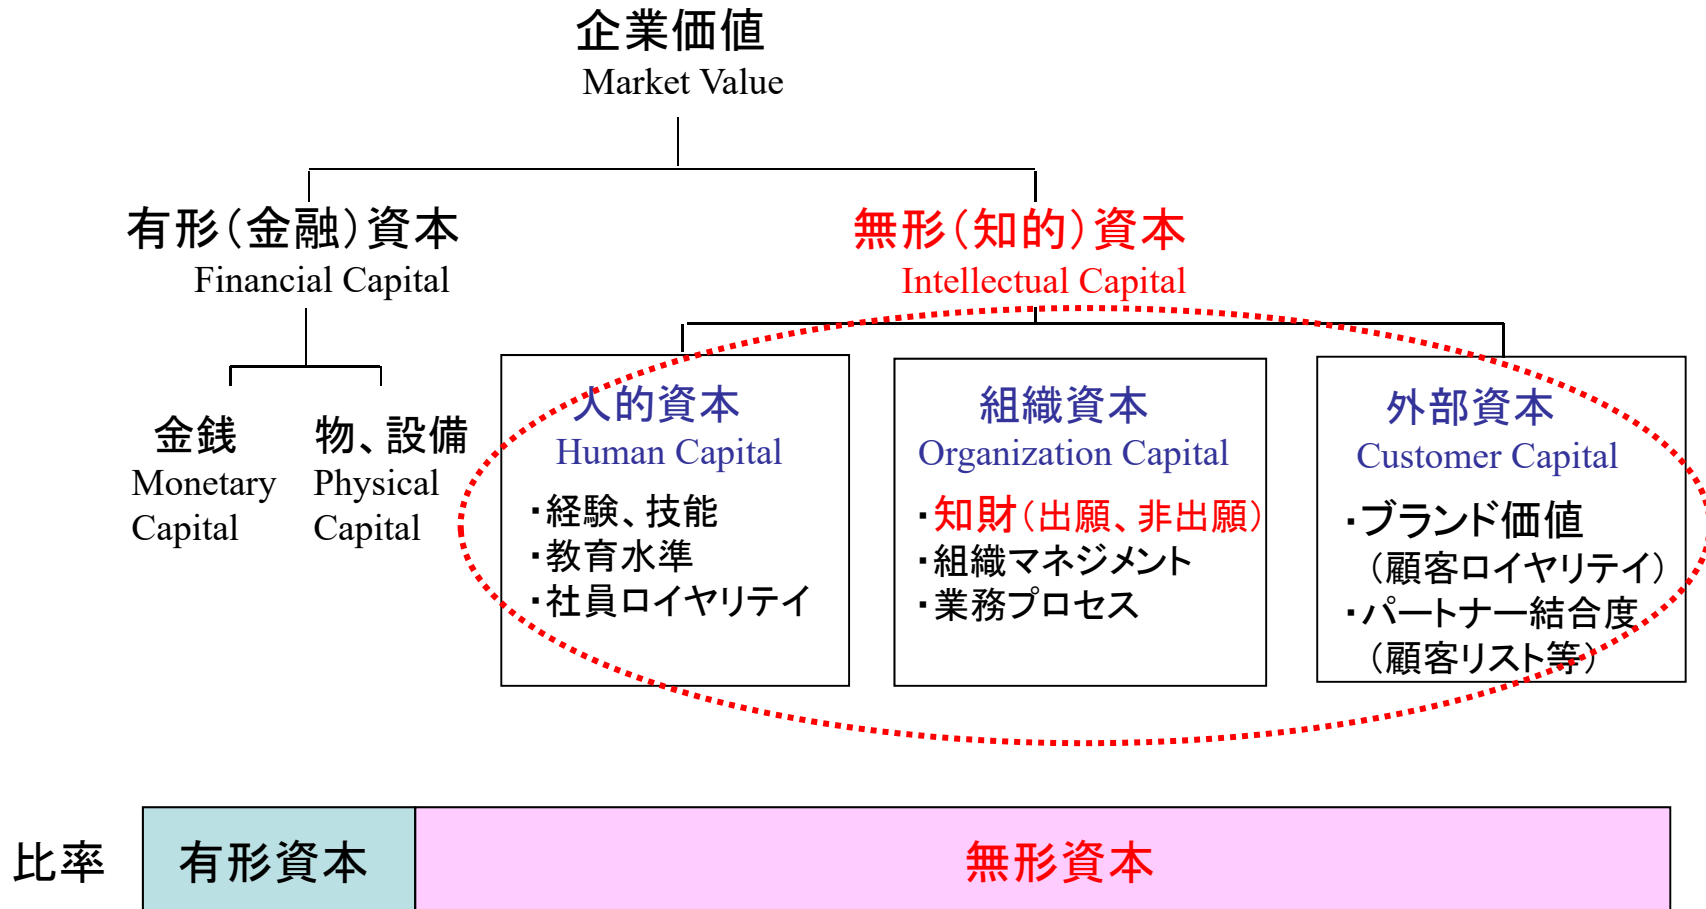 企業価値
Market Value
有形（金融）資本
Financial Capital
無形（知的）資本
Intellectual Capital
金銭
Monetary
Capital
物、設備
Physical
Capital
人的資本
Human Capital
・経験、技能
・教育水準
・社員ロイヤリテイ
組織資本
Organization Capital
・知財（出願、非出願）
・組織マネジメント
・業務プロセス
外部資本
Customer Capital
・ブランド価値
（顧客ロイヤリテイ）
・パートナー結合度
（顧客リスト等）
比率
有形資本
無形資本